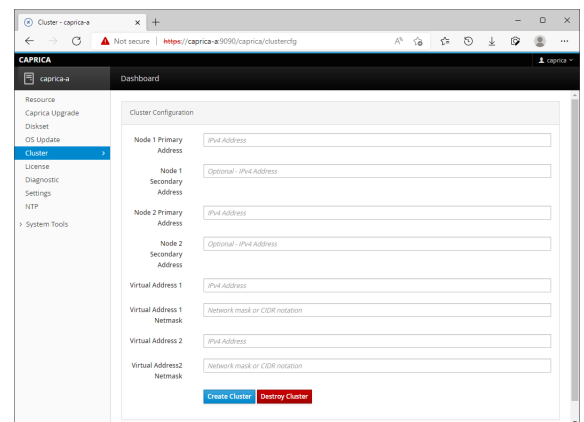 Cluster - caprica-a
Not secure | https://caprica-a:9090/caprica/clustercfg
CAPRICA
caprica
caprica-a
Dashboard
Resource
Caprica Upgrade
Diskset
OS Update
Cluster
License
Diagnostic
Settings
NTP
System Tools
Cluster Configuration
Node 1 Primary
Address
IPv4 Address
Node 1
Secondary
Address
Optional - IPv4 Address
Node 2 Primary
Address
IPv4 Address
Node 2
Secondary
Address
Optional - IPv4 Address
Virtual Address 1
IPv4 Address
Virtual Address 1
Netmask
Network mask or CIDR notation
Virtual Address 2
IPv4 Address
Virtual Address2
Netmask
Network mask or CIDR notation
Create Cluster
Destroy Cluster